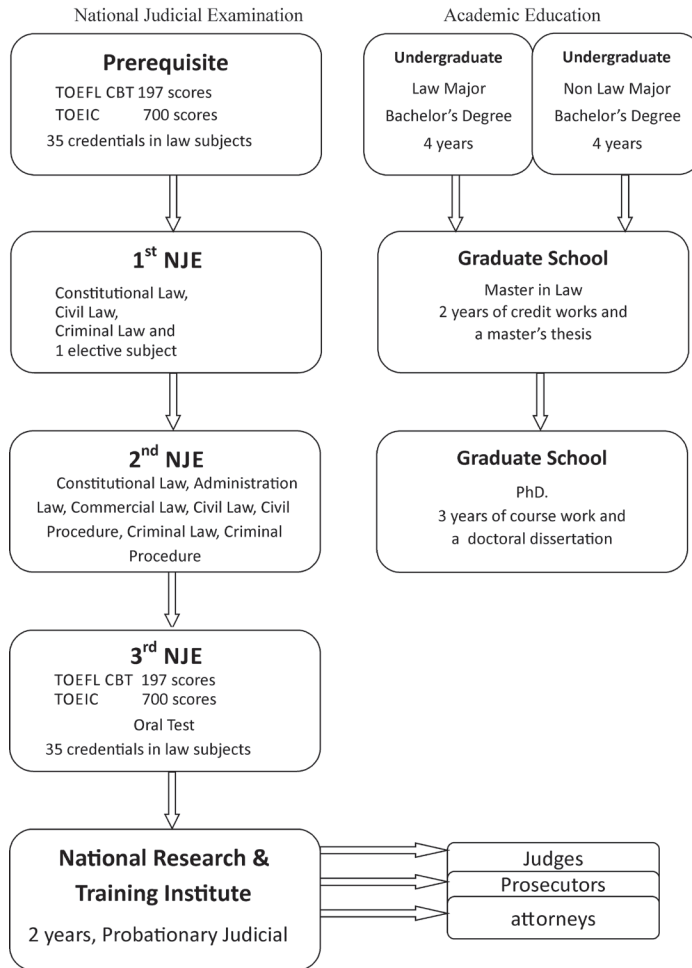 National Judicial Examination
Prerequisite
TOEFL CBT 197 scores
TOEIC 700 scores
35 credentials in law subjects
1st NJE
Constitutional Law,
Civil Law,
Criminal Law and
1 elective subject
2nd NJE
Constitutional Law, Administration
Law, Commercial Law, Civil Law, Civil
Procedure, Criminal Law, Criminal
Procedure
3rd NJE
TOEFL CBT 197 scores
TOEIC 700 scores
Oral Test
35 credentials in law subjects
National Research &
Training Institute
2 years, Probationary Judicial
Judges
Prosecutors
attorneys
Academic Education
Undergraduate
Law Major
Bachelor's Degree
4 years
Undergraduate
Non Law Major
Bachelor's Degree
4 years
Graduate School
Master in Law
2 years of credit works and
a master's thesis
Graduate School
PhD.
3 years of course work and
a doctoral dissertation